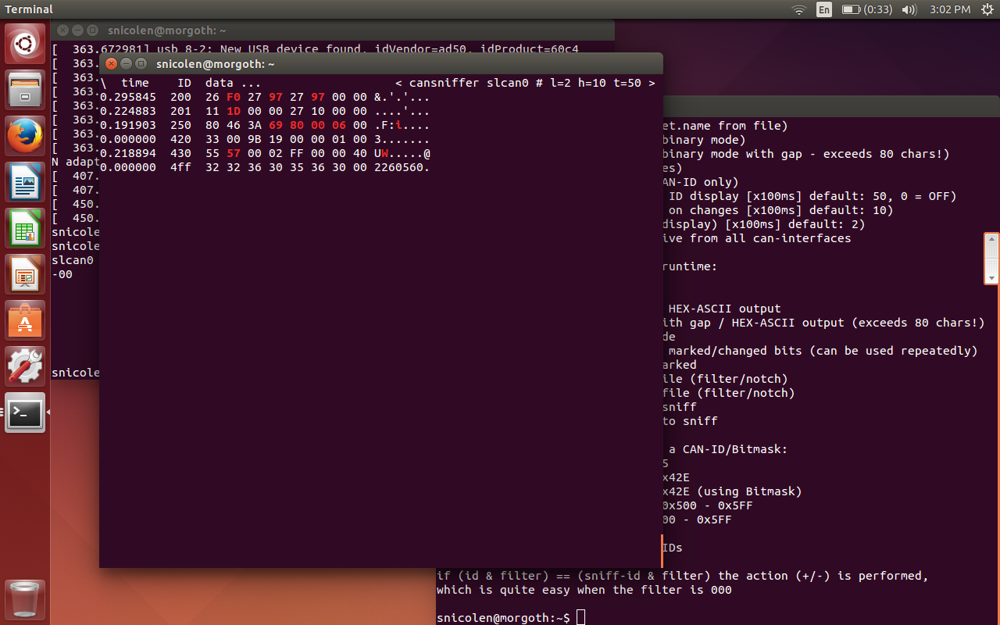 Terminal
En
(0:33)
3:02 PM
snicolen@morgoth: ~
[  363.672981] usb 8-2: New USB device found, idVendor=ad50, idProduct=60c4
[  363.
[  363.
[  363.
[  363.
[  363.
[  363.
[  363.
N adapt
[  407.
[  407.
[  450.
[  450.
snicole
snicole
slcan0
-00
snicole
snicolen@morgoth: ~
\  time    ID  data ...                    < cansniffer slcan0 # l=2 h=10 t=50 >
0.295845  200  26 F0 27 97 27 97 00 00 &.'.'...
0.224883  201  11 1D 00 00 27 10 00 00 ....'...
0.191903  250  80 46 3A 69 80 00 06 00 .F:i....
0.000000  420  33 00 9B 19 00 00 01 00 3.......
0.218894  430  55 57 00 02 FF 00 00 40 UW.....@
0.000000  4ff  32 32 36 30 35 36 30 00 2260560.
et.name from file)
binary mode)
binary mode with gap - exceeds 80 chars!)
es)
AN-ID only)
ID display [x100ms] default: 50, 0 = OFF)
on changes [x100ms] default: 10)
display) [x100ms] default: 2)
ive from all can-interfaces
runtime:
HEX-ASCII output
ith gap / HEX-ASCII output (exceeds 80 chars!)
de
marked/changed bits (can be used repeatedly)
arked
ile (filter/notch)
file (filter/notch)
sniff
to sniff
a CAN-ID/Bitmask:
5
x42E
x42E (using Bitmask)
0x500 - 0x5FF
00 - 0x5FF
IDs
if (id & filter) == (sniff-id & filter) the action (+/-) is performed,
which is quite easy when the filter is 000
snicolen@morgoth:~$